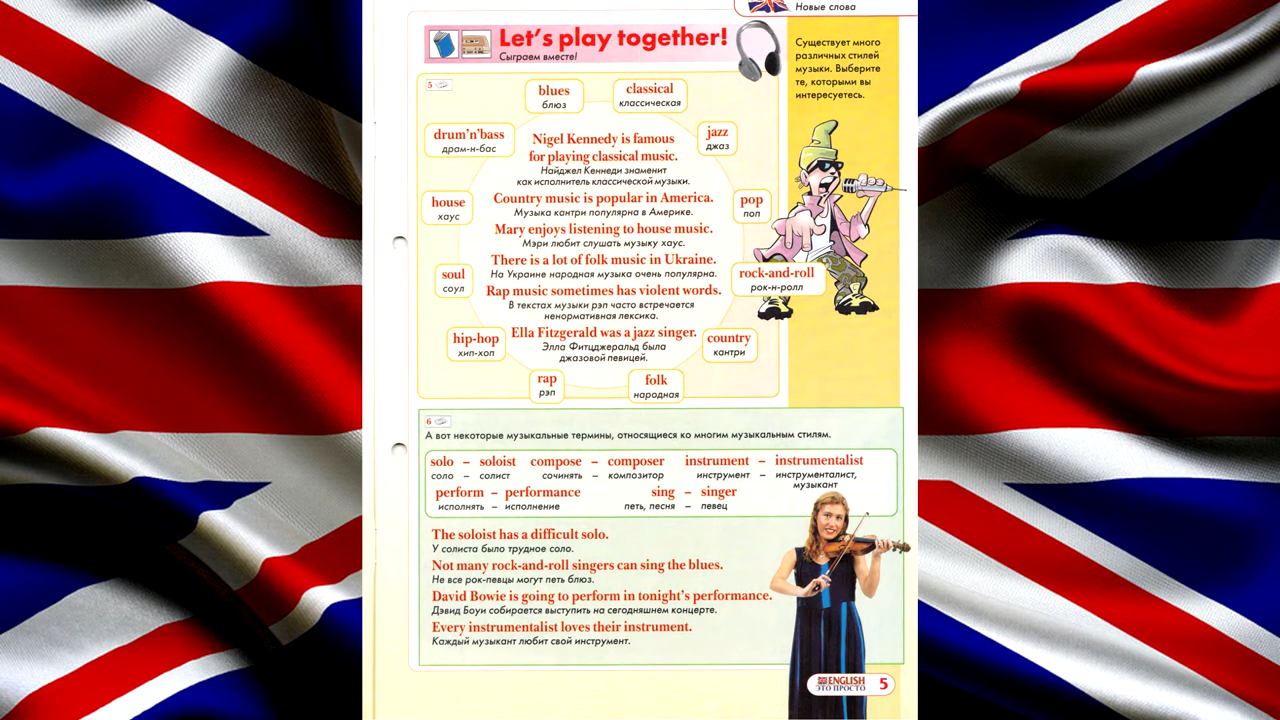 Новые слова
Let's play together!
Сыграем вместе!
Существует много
различных стилей
музыки. Выберите
те, которыми вы
интересуетесь.
5
blues
блюз
classical
классическая
drum'n'bass
драм-н-бас
jazz
джаз
house
хаус
pop
поп
soul
соул
rock-and-roll
рок-н-ролл
hip-hop
хип-хоп
country
кантри
rap
рэп
folk
народная
Nigel Kennedy is famous
for playing classical music.
Найджел Кеннеди знаменит
как исполнитель классической музыки.
Country music is popular in America.
Музыка кантри популярна в Америке.
Mary enjoys listening to house music.
Мэри любит слушать музыку хаус.
There is a lot of folk music in Ukraine.
На Украине народная музыка очень популярна.
Rap music sometimes has violent words.
В текстах музыки рэп часто встречается
ненормативная лексика.
Ella Fitzgerald was a jazz singer.
Элла Фитцджеральд была
джазовой певицей.
6
А вот некоторые музыкальные термины, относящиеся ко многим музыкальным стилям.
solo – soloist compose – composer instrument – instrumentalist
соло – солист сочинять – композитор инструмент – инструменталист,
музыкант
perform – performance sing – singer
исполнять – исполнение петь, песня – певец
The soloist has a difficult solo.
У солиста было трудное соло.
Not many rock-and-roll singers can sing the blues.
Не все рок-певцы могут петь блюз.
David Bowie is going to perform in tonight's performance.
Дэвид Боуи собирается выступить на сегодняшнем концерте.
Every instrumentalist loves their instrument.
Каждый музыкант любит свой инструмент.
ENGLISH
ЭТО ПРОСТО
5